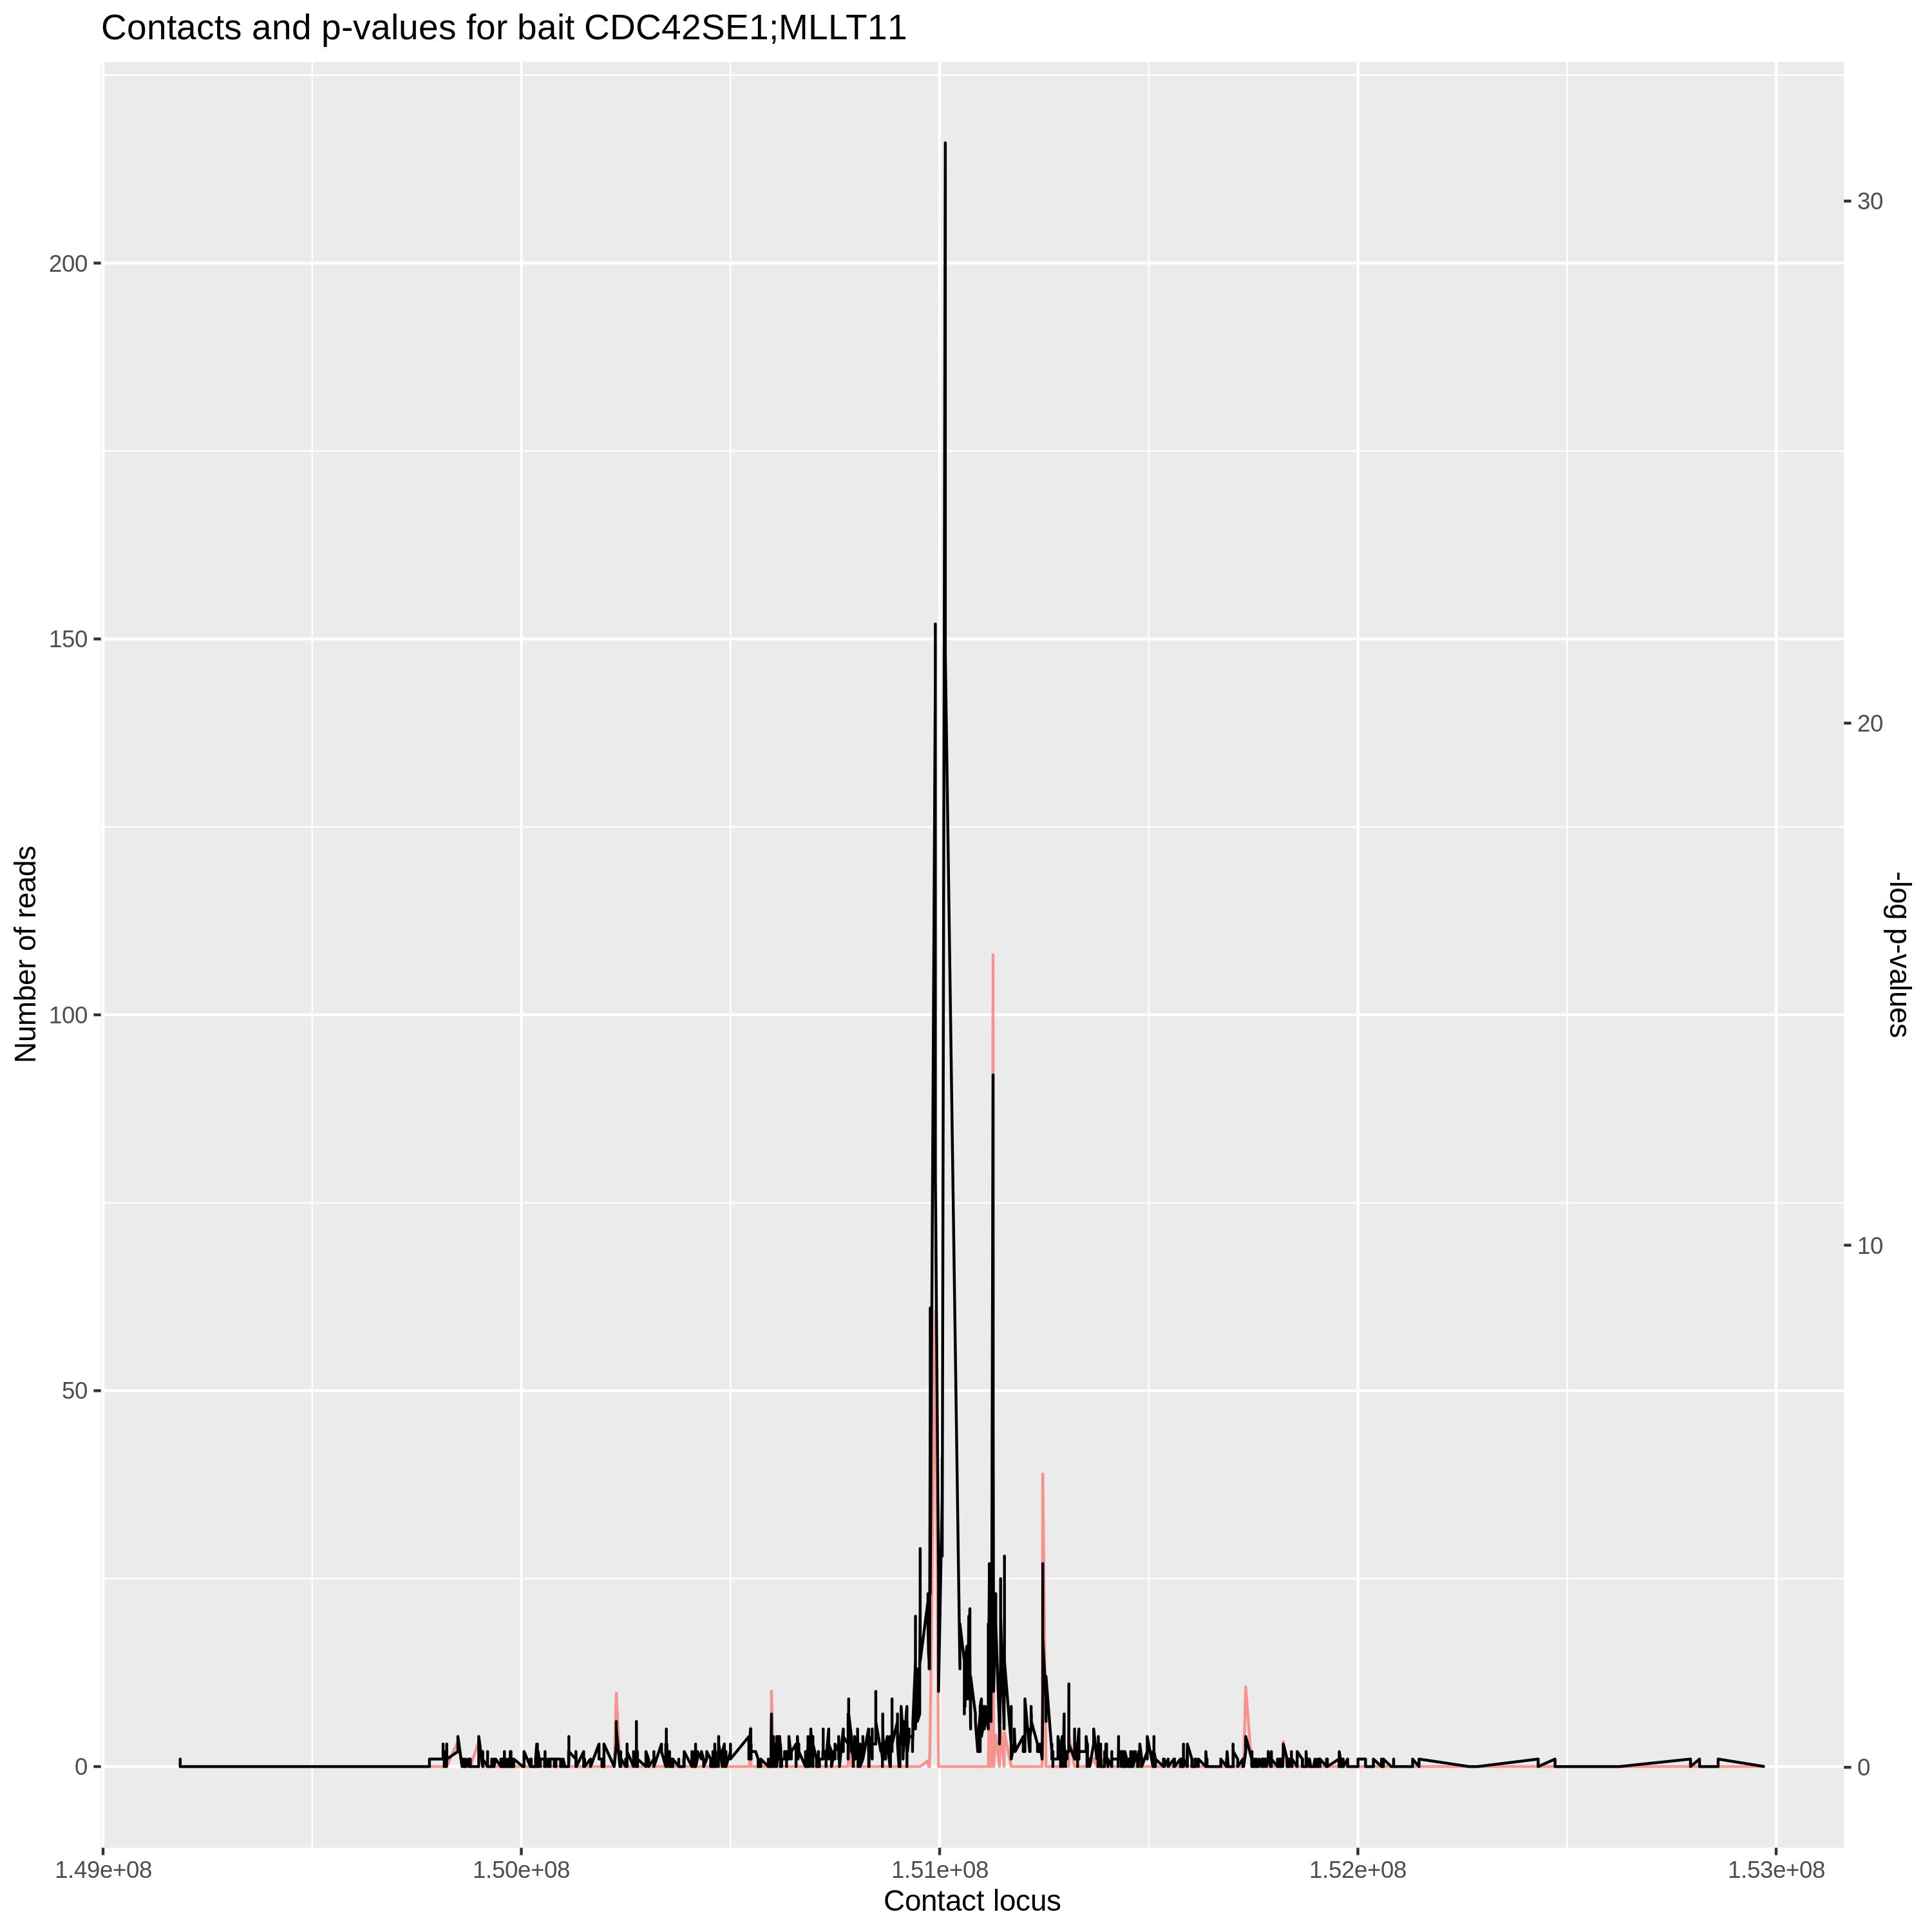 Contacts and p-values for bait CDC42SE1;MLLT11
200
150
100
50
0
Number of reads
30
20
10
0
-log p-values
1.49e+08
1.50e+08
1.51e+08
1.52e+08
1.53e+08
Contact locus